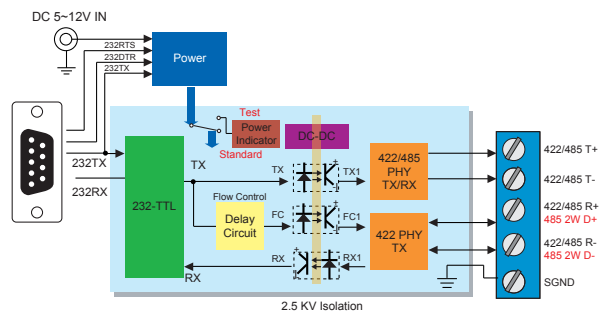 DC 5~12V IN
232RTS
232DTR
232TX
Power
Test
Power
Indicator
DC-DC
Standard
232TX
232RX
232-TTL
TX
TX
TX1
422/485
PHY
TX/RX
Flow Control
Delay
Circuit
FC
FC1
422 PHY
TX
RX
RX
RX1
422/485 T+
422/485 T-
422/485 R+
485 2W D+
422/485 R-
485 2W D-
SGND
2.5 KV Isolation